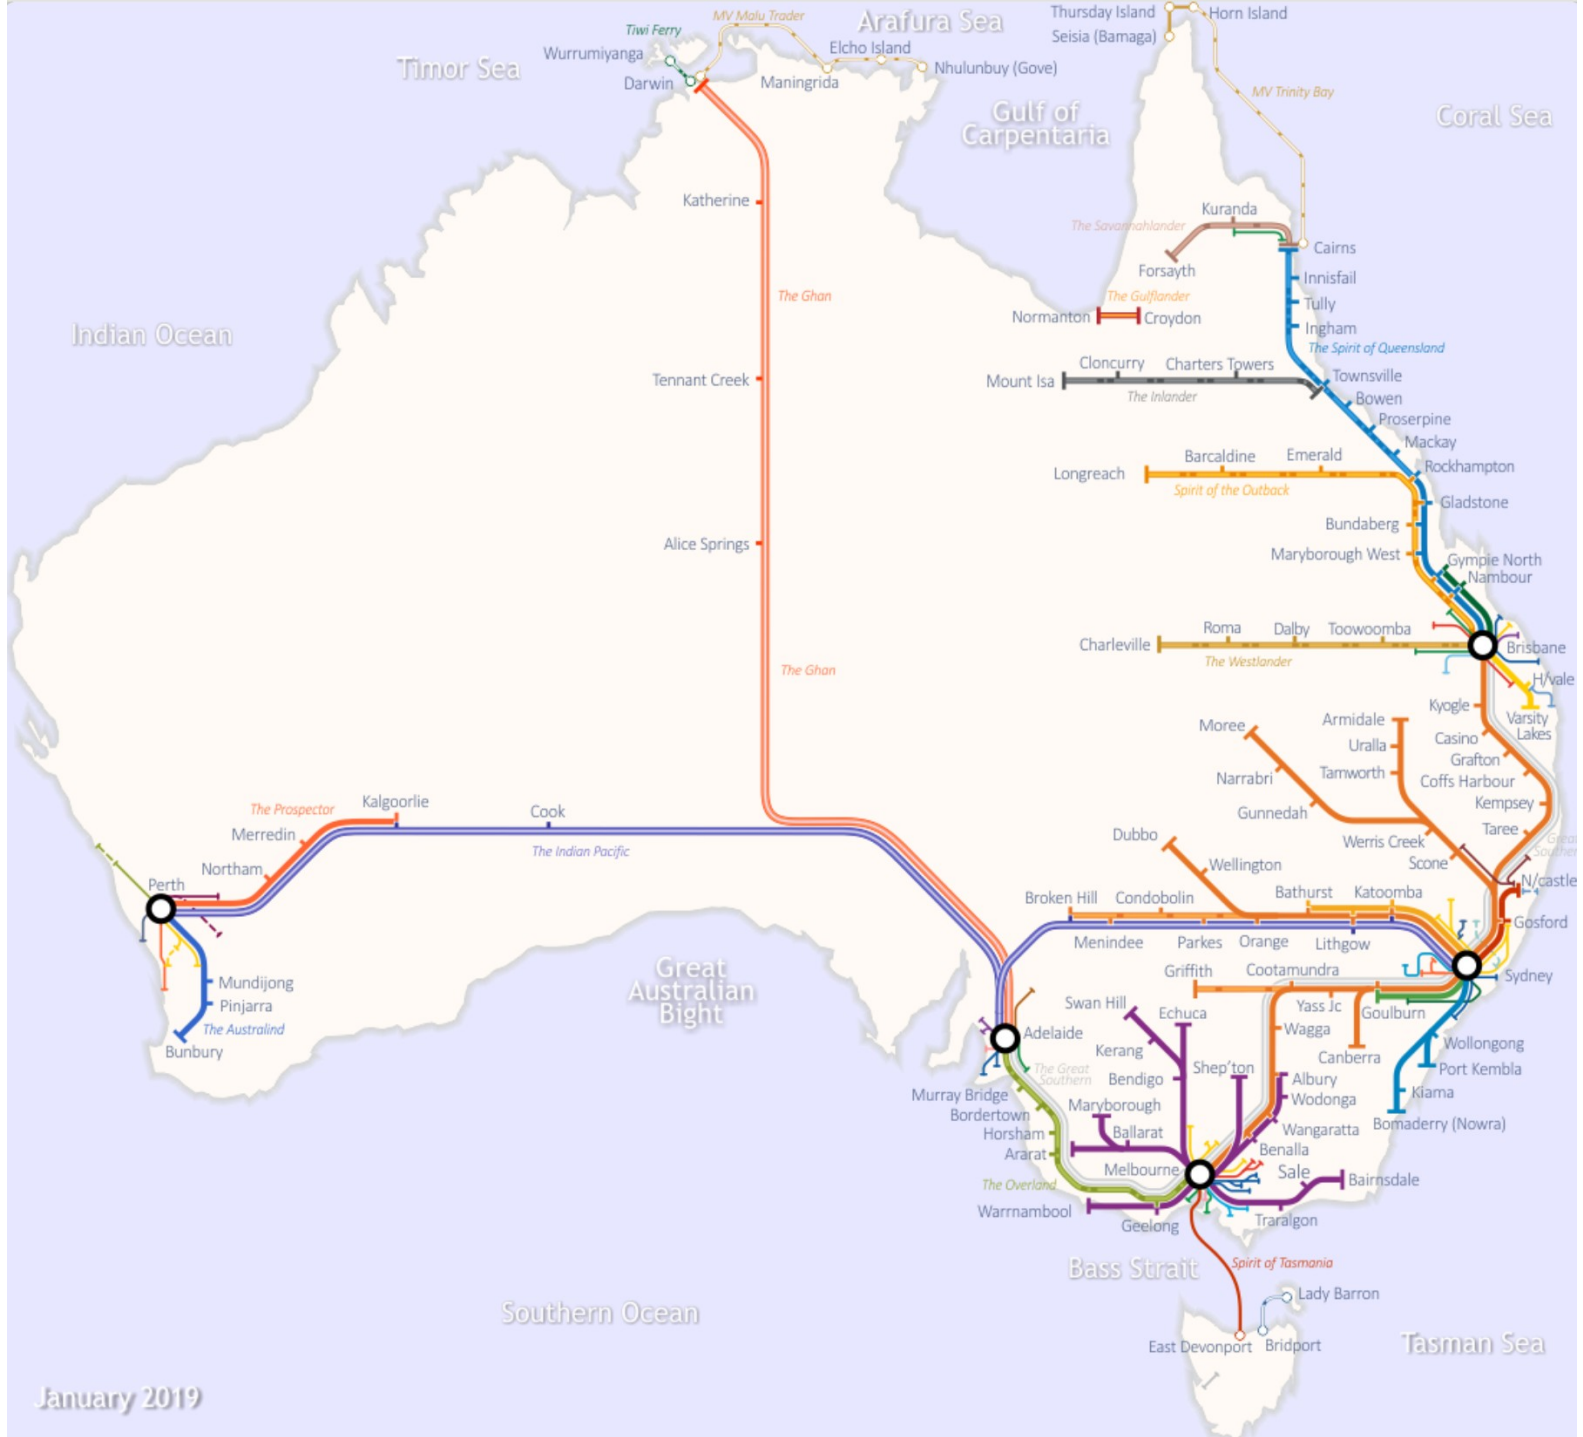 Thursday Island
Horn Island
Seisia (Bamaga)
MV Malu Trader
Arafura Sea
Tiwi Ferry
Wurrumiyanga
Elcho Island
Timor Sea
Darwin
Maningrida
Nhulunbuy (Gove)
MV Trinity Bay
Gulf of
Carpentaria
Coral Sea
Katherine
Kuranda
The Savannahlander
Cairns
Forsayth
Innisfail
The Ghan
The Gulflander
Tully
Normanton
Croydon
Ingham
Indian Ocean
The Spirit of Queensland
Cloncurry
Charters Towers
Tennant Creek
Mount Isa
Townsville
The Inlander
Bowen
Proserpine
Mackay
Barcaldine
Emerald
Rockhampton
Longreach
Spirit of the Outback
Gladstone
Bundaberg
Alice Springs
Maryborough West
Gympie North
Nambour
Roma
Dalby
Toowoomba
Charleville
Brisbane
The Westlander
The Ghan
H/vale
Kyogle
Varsity
Lakes
Moree
Armidale
Uralla
Casino
Grafton
Narrabri
Tamworth
Coffs Harbour
Kempsey
The Prospector
Kalgoorlie
Cook
Gunnedah
Taree
Merredin
Dubbo
Werris Creek
Great
Southern
The Indian Pacific
Scone
Northam
Wellington
Perth
N/castle
Broken Hill
Condobolin
Bathurst
Katoomba
Gosford
Menindee
Parkes
Orange
Lithgow
Great
Australian
Bight
Griffith
Cootamundra
Sydney
Mundijong
Pinjarra
Swan Hill
Echuca
Yass Jc
Goulburn
The Australind
Adelaide
Wagga
Bunbury
Kerang
Canberra
Wollongong
The Great
Southern
Shep'ton
Port Kembla
Bendigo
Albury
Murray Bridge
Wodonga
Kiama
Maryborough
Bordertown
Bomaderry (Nowra)
Horsham
Ballarat
Wangaratta
Ararat
Benalla
Melbourne
Sale
Bairnsdale
The Overland
Warrnambool
Geelong
Traralgon
Bass Strait
Spirit of Tasmania
Lady Barron
Southern Ocean
East Devonport
Bridport
Tasman Sea
January 2019